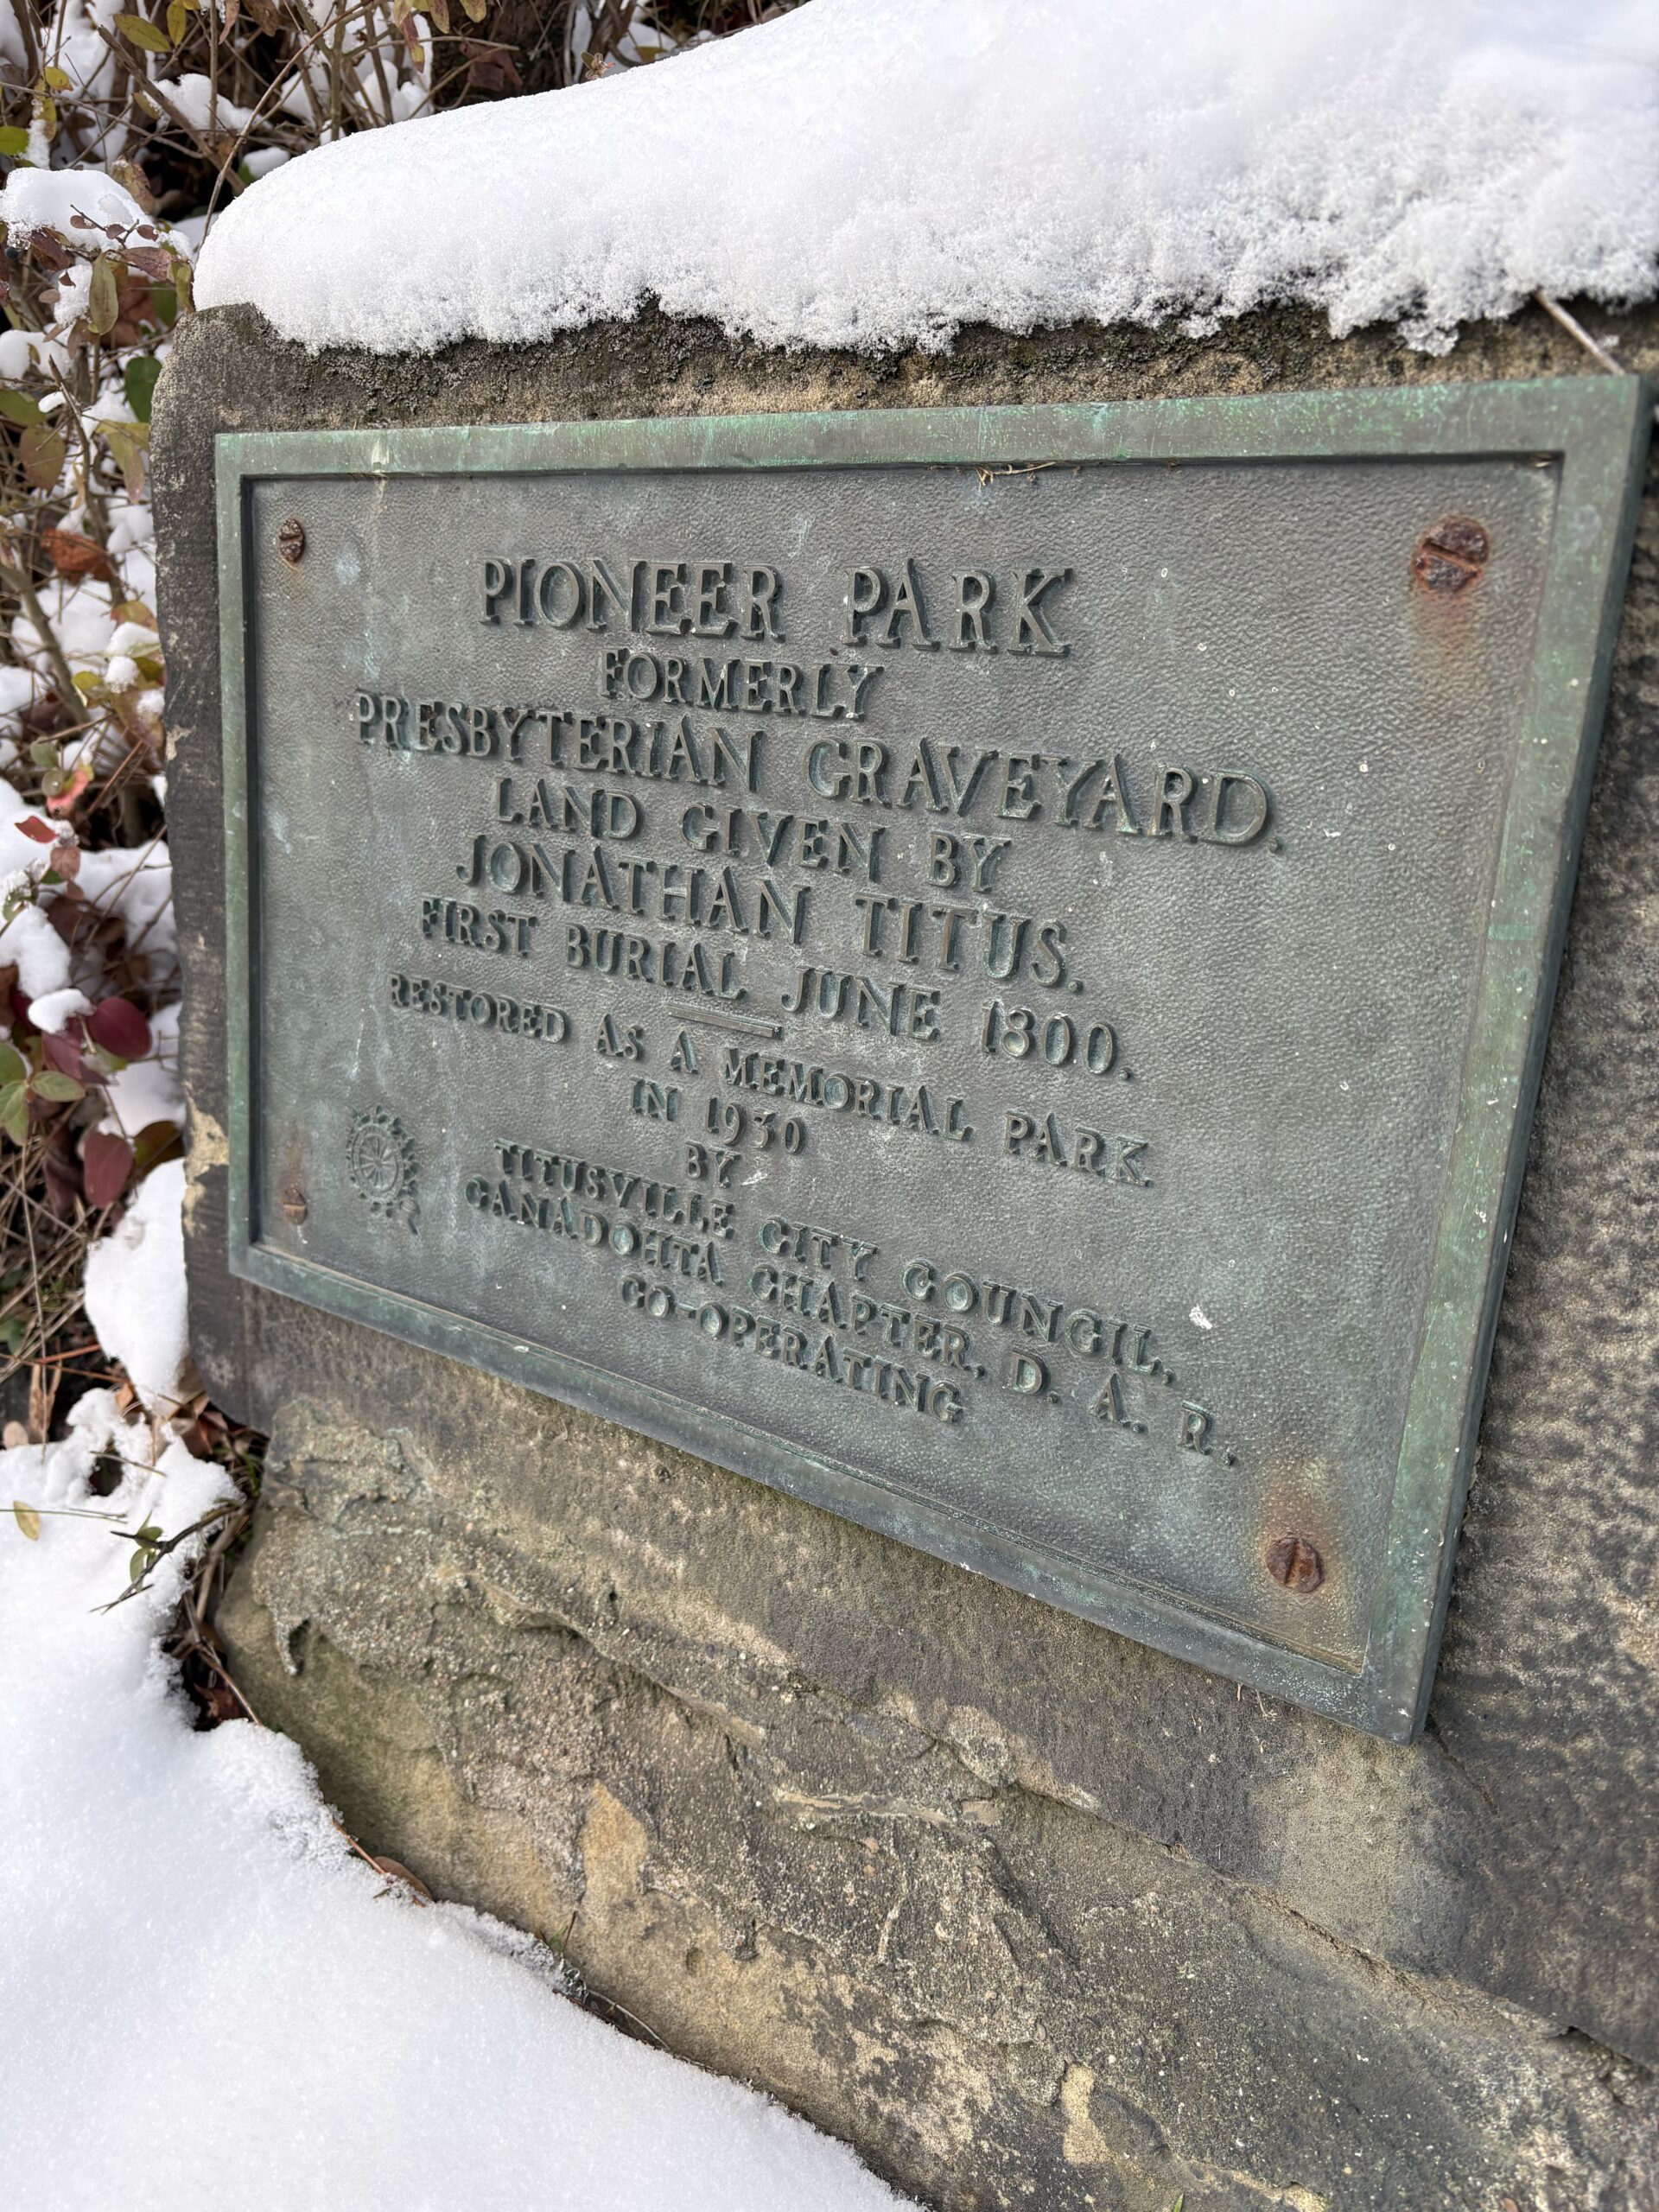 PIONEER PARK
FORMERLY
PRESBYTERIAN GRAVEYARD.
LAND GIVEN BY
JONATHAN TITUS.
FIRST BURIAL JUNE 1800.
RESTORED AS A MEMORIAL PARK
IN 1930
BY
TITUSVILLE CITY COUNCIL,
CANADOHTA CHAPTER, D. A. R,
CO-OPERATING